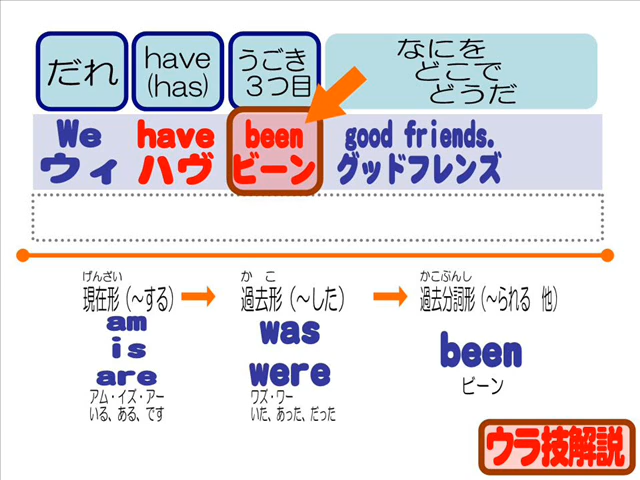 だれ
have
(has)
うごき
3つ目
なにを
どこで
どうだ
We have been good friends.
ウィ ハヴ ビーン グッドフレンズ
げんざい かこ かこぶんし
現在形(~する) 過去形(~した) 過去分詞形(~られる 他)
am
is
are
アム・イズ・アー
いる、ある、です
was
were
ワズ・ワー
いた、あった、だった
been
ビーン
ウラ技解説